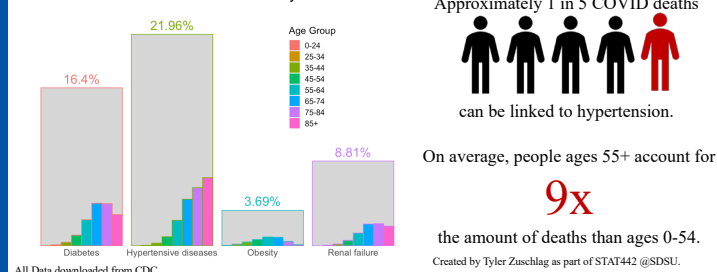 Approximately 1 in 5 COVID deaths
can be linked to hypertension.
On average, people ages 55+ account for
9x
the amount of deaths than ages 0-54.
Created by Tyler Zuschlag as part of STAT442 @SDSU.
21.96%
16.4%
8.81%
3.69%
Age Group
0-24
25-34
35-44
45-54
55-64
65-74
75-84
85+
Diabetes
Hypertensive diseases
Obesity
Renal failure
All Data downloaded from CDC